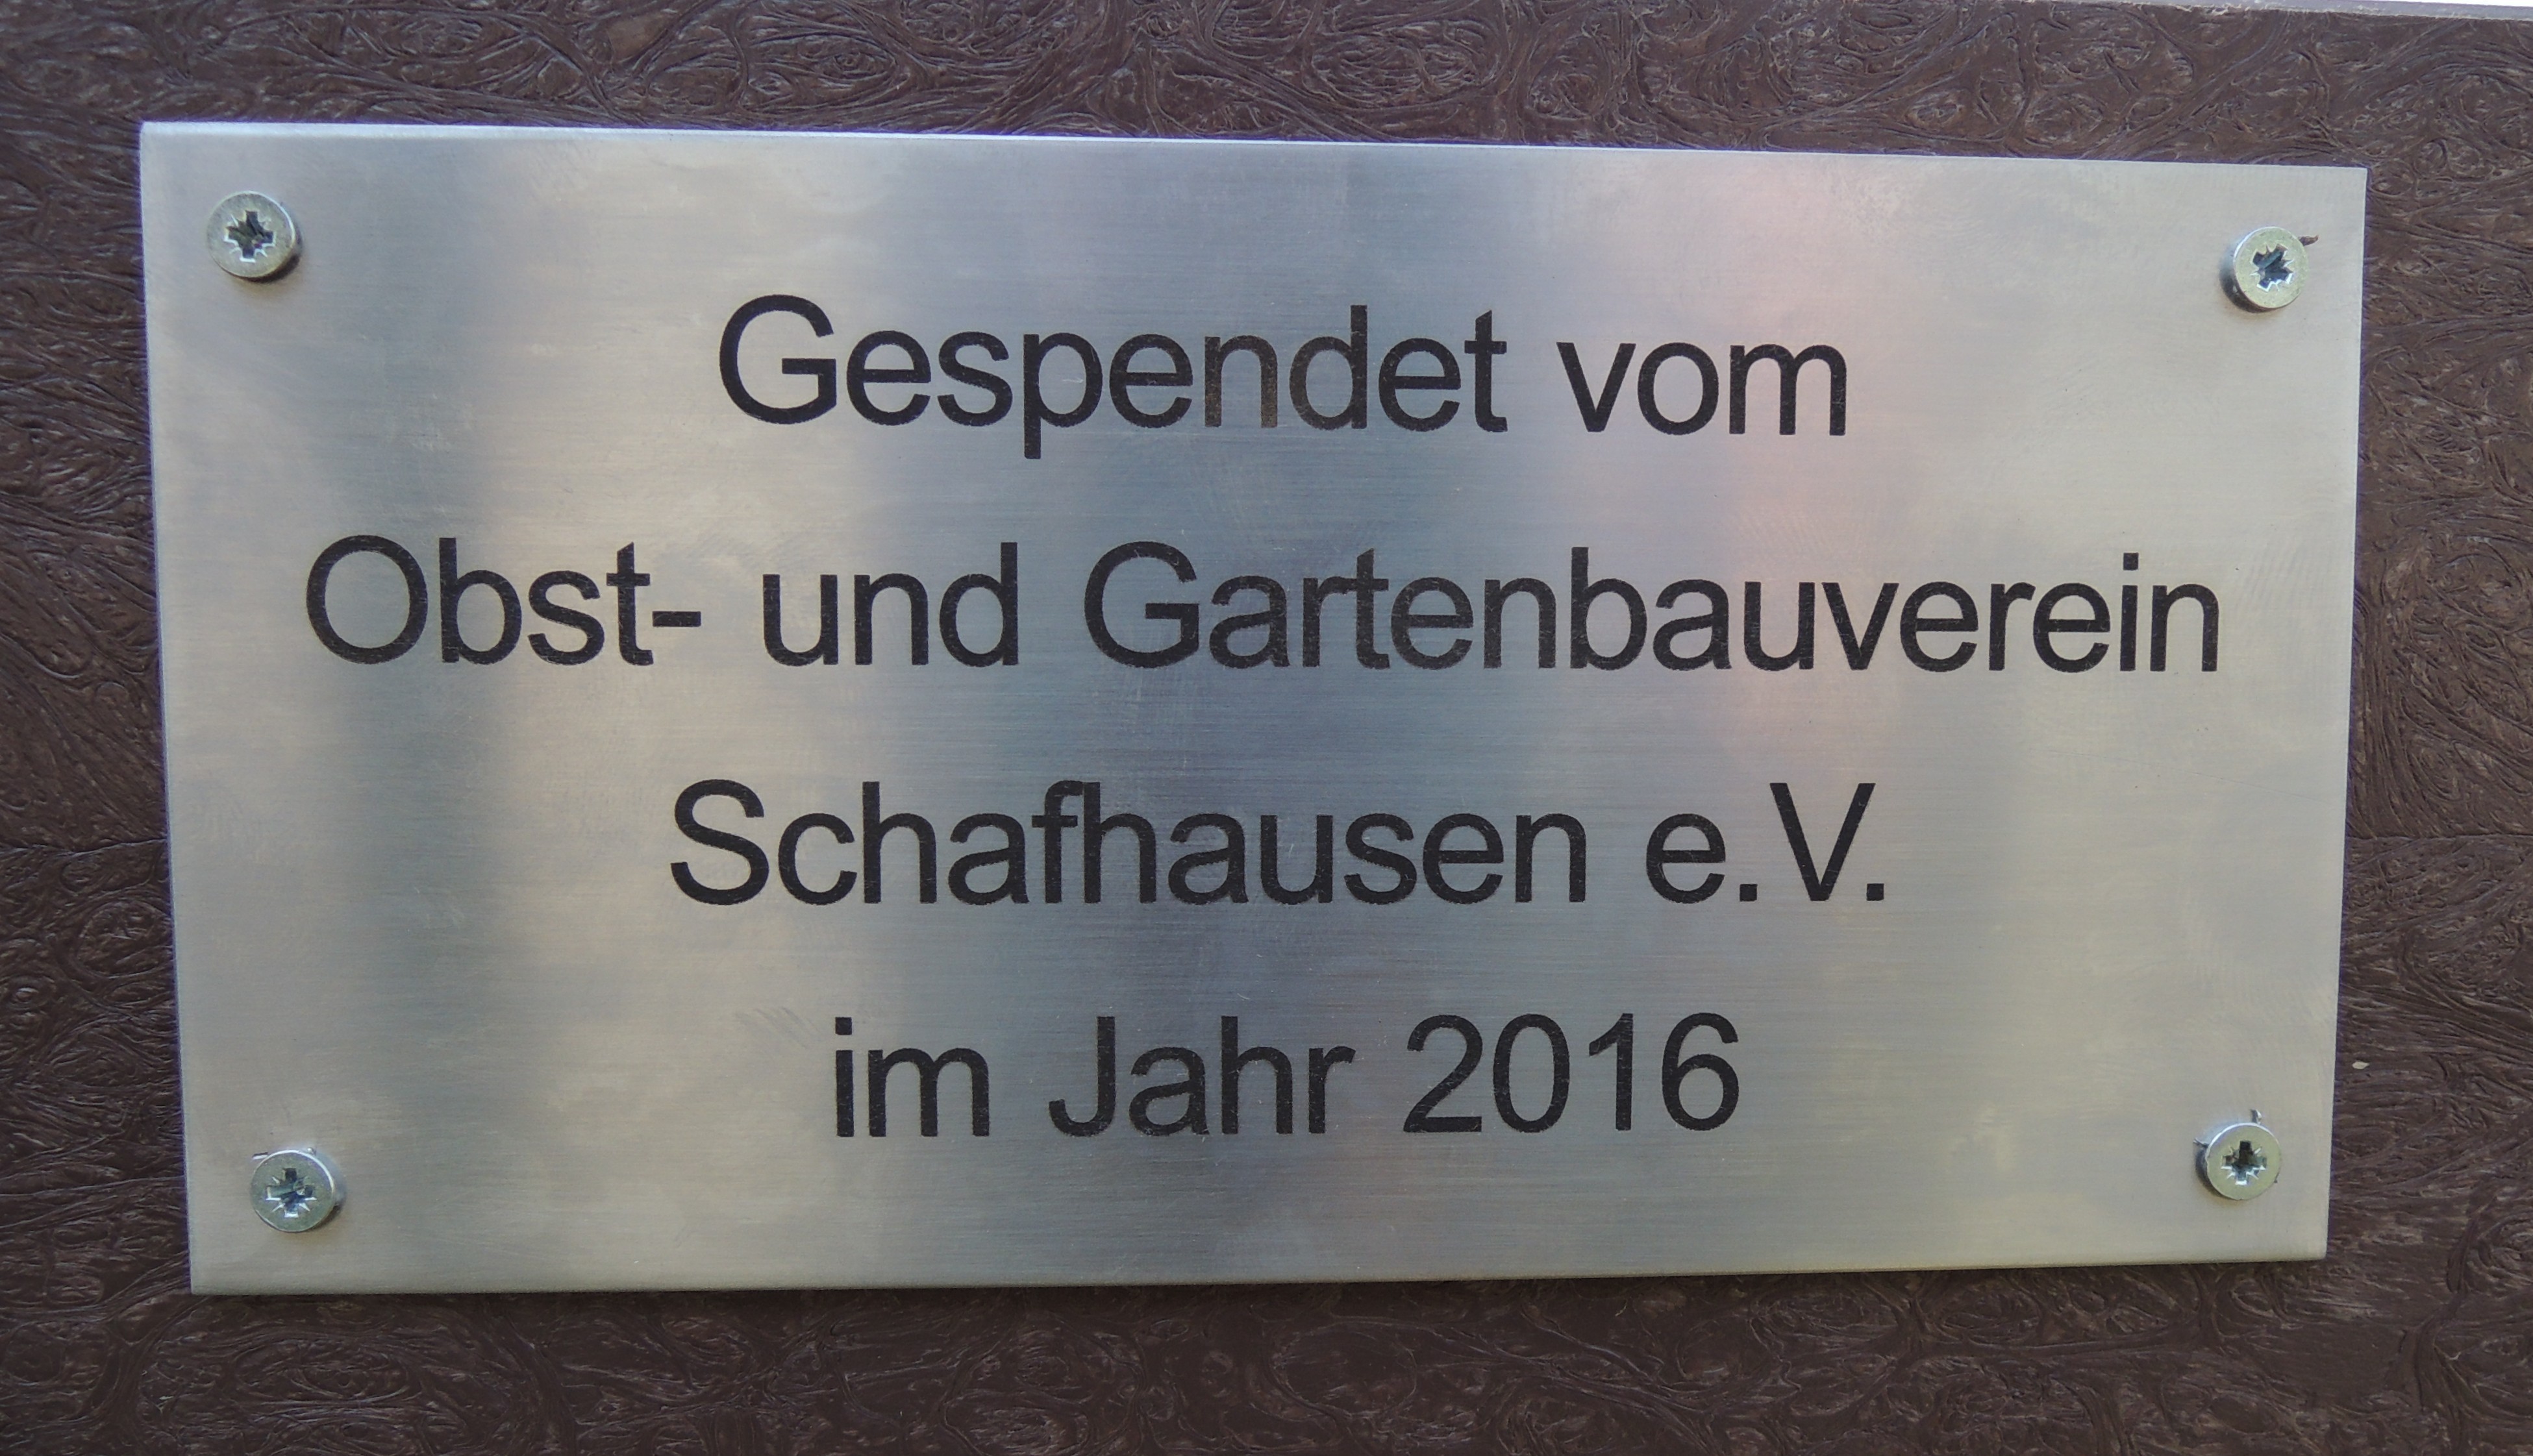 Gespendet vom
Obst- und Gartenbauverein
Schafhausen e.V.
im Jahr 2016